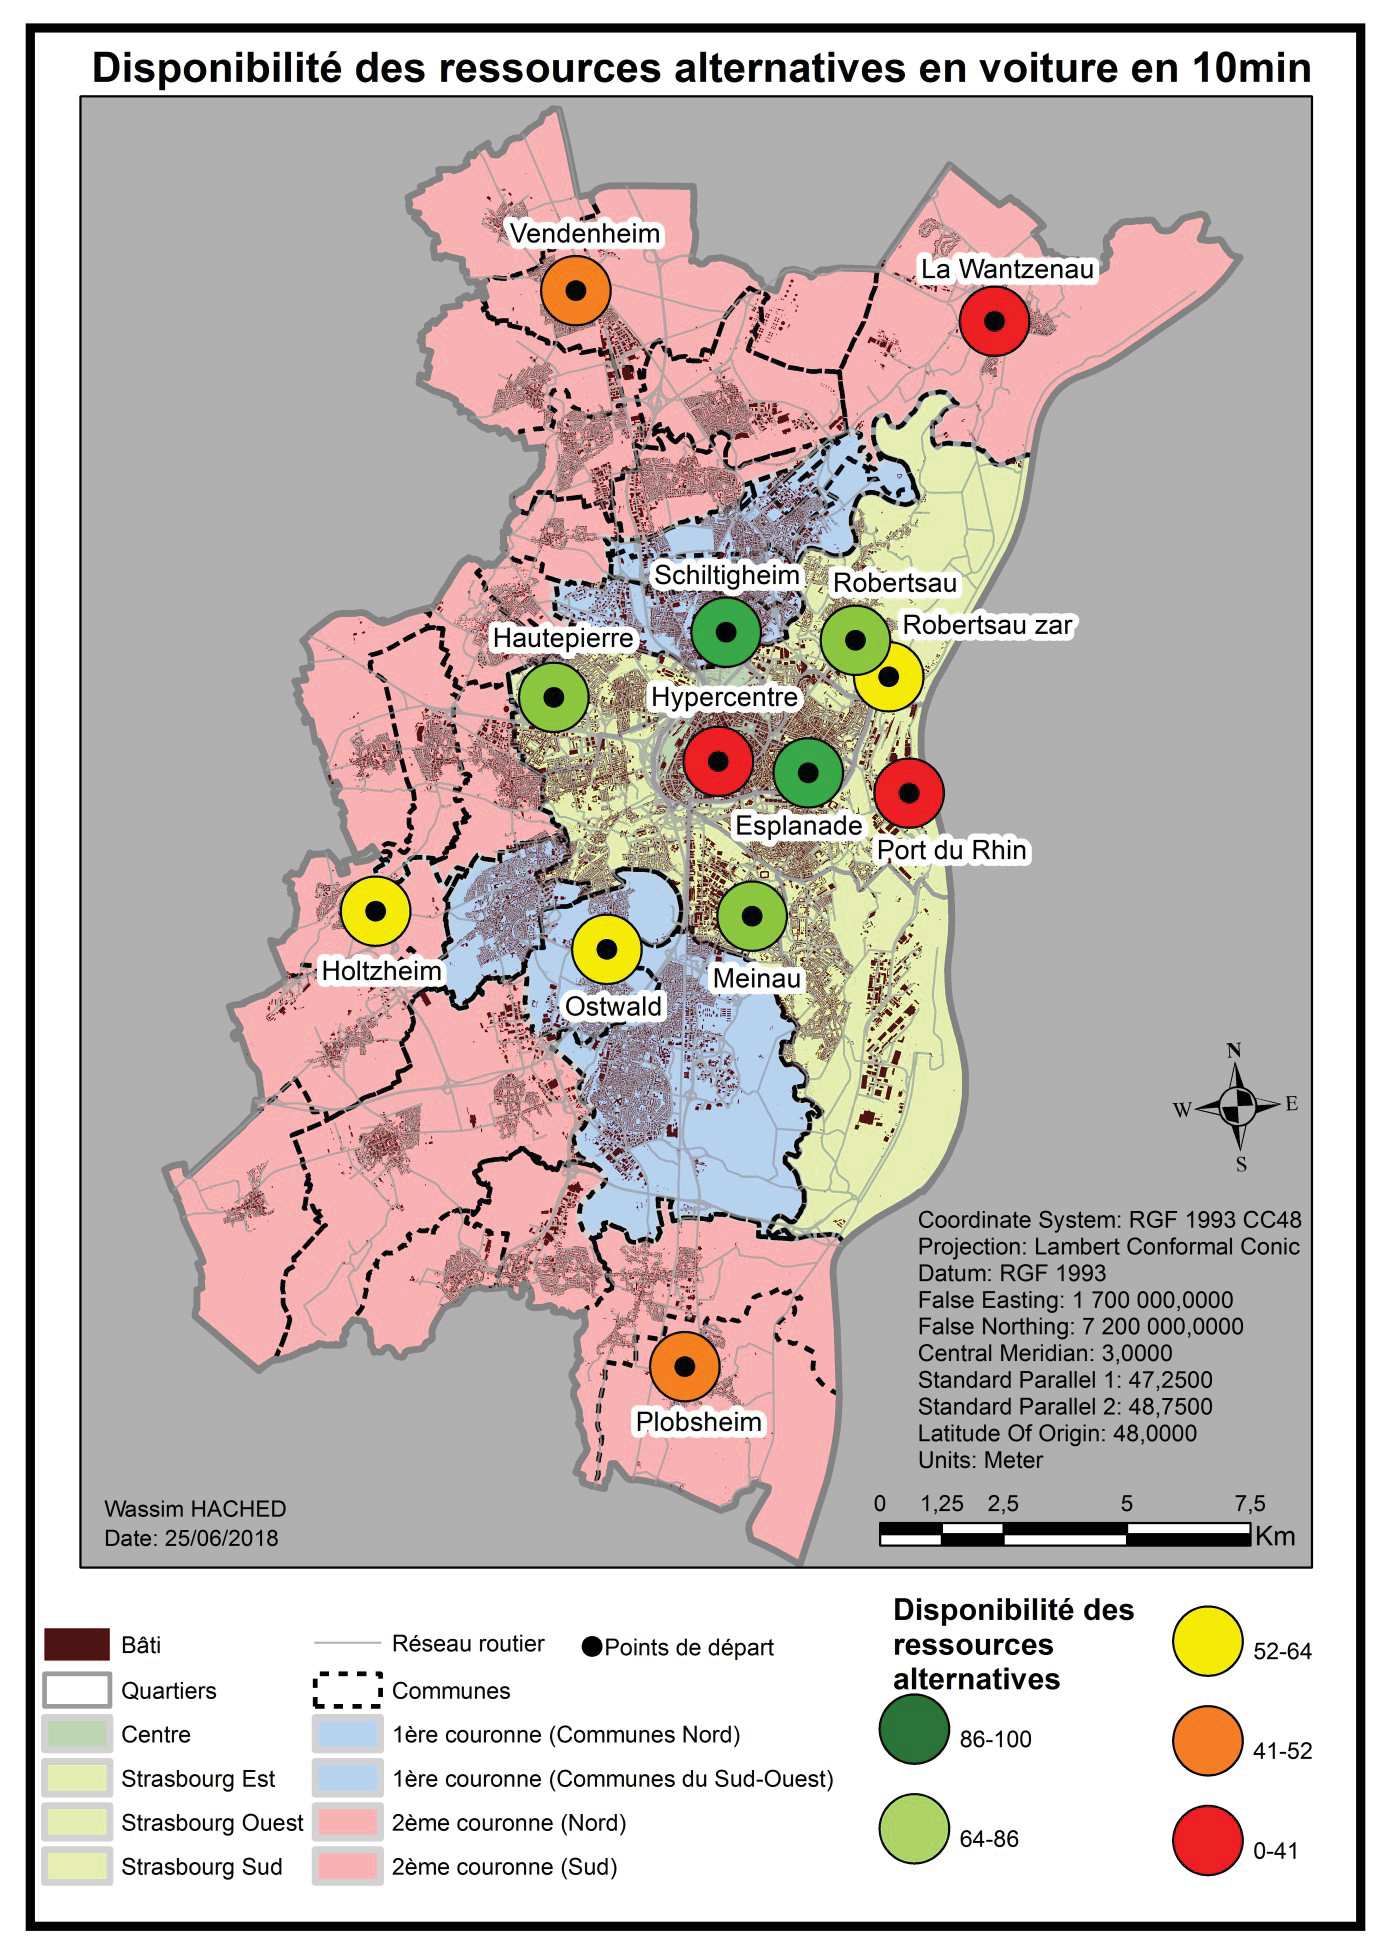 Disponibilité des ressources alternatives en voiture en 10min
Vendenheim
La Wantzenau
Schiltigheim
Robertsau
Robertsau zar
Hautepierre
Hypercentre
Esplanade
Port du Rhin
Holtzheim
Ostwald
Meinau
Plobsheim
N
W
E
S
Coordinate System: RGF 1993 CC48
Projection: Lambert Conformal Conic
Datum: RGF 1993
False Easting: 1 700 000,0000
False Northing: 7 200 000,0000
Central Meridian: 3,0000
Standard Parallel 1: 47,2500
Standard Parallel 2: 48,7500
Latitude Of Origin: 48,0000
Units: Meter
Wassim HACHED
Date: 25/06/2018
0 1,25 2,5 5 7,5
Km
Bâti
Quartiers
Centre
Strasbourg Est
Strasbourg Ouest
Strasbourg Sud
Réseau routier
Points de départ
Communes
1ère couronne (Communes Nord)
1ère couronne (Communes du Sud-Ouest)
2ème couronne (Nord)
2ème couronne (Sud)
Disponibilité des
ressources
alternatives
86-100
64-86
52-64
41-52
0-41